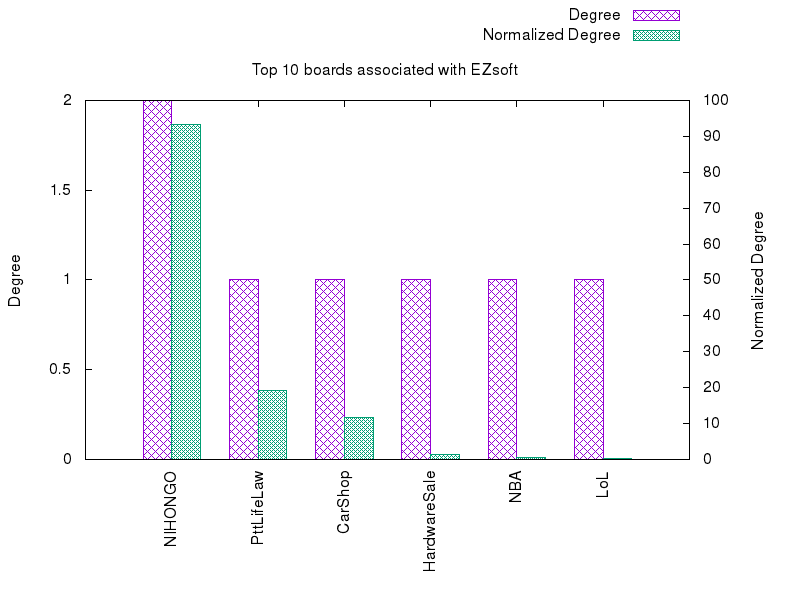 Degree
Normalized Degree
Top 10 boards associated with EZsoft
2
1.5
1
0.5
0
100
90
80
70
60
50
40
30
20
10
0
Degree
Normalized Degree
NIHONGO
PttLifeLaw
CarShop
HardwareSale
NBA
LoL